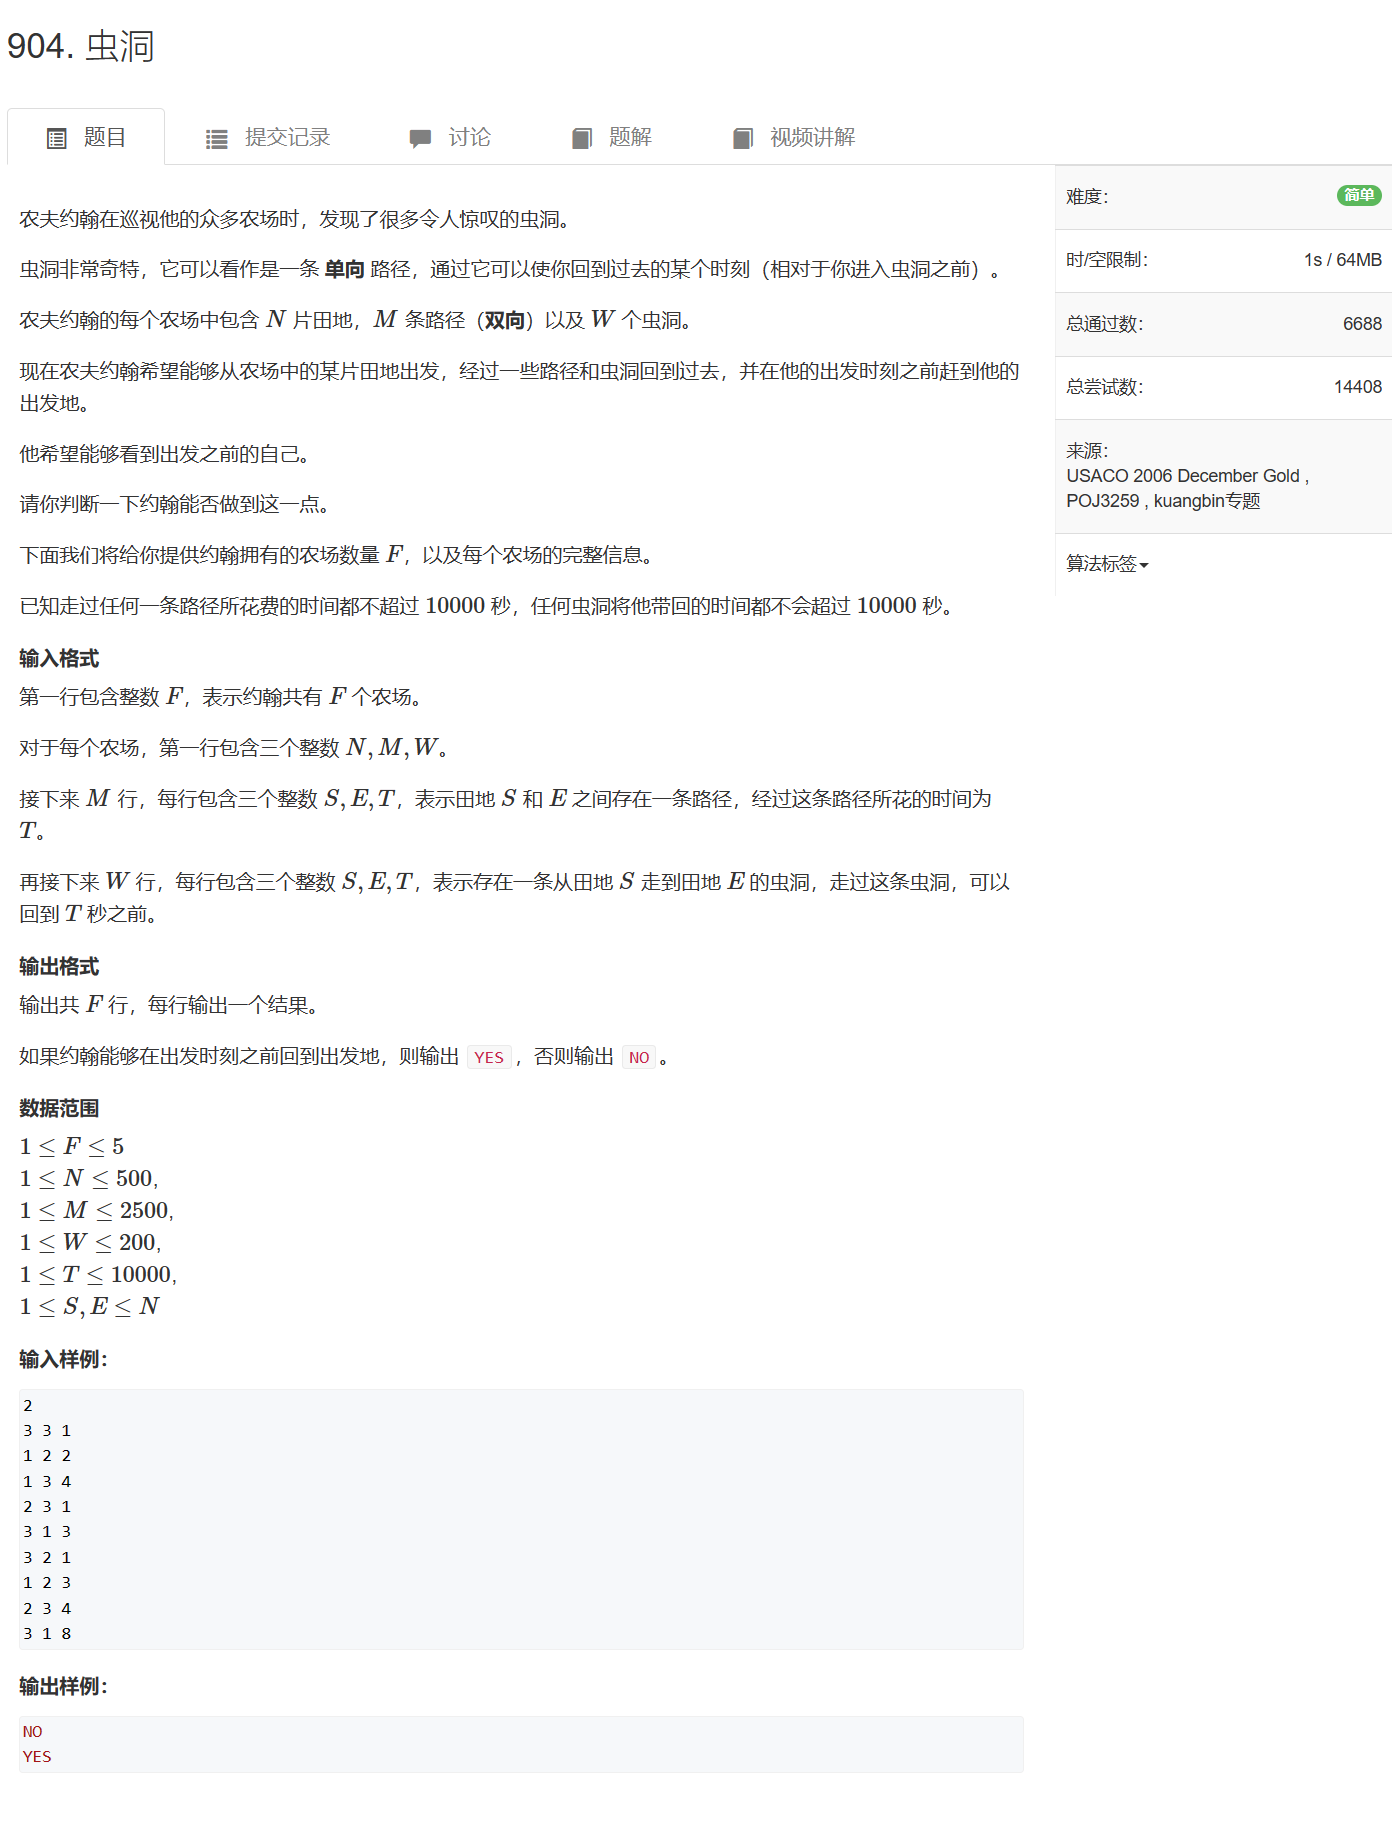 904. 虫洞
题目 提交记录 讨论 题解 视频讲解
农夫约翰在巡视他的众多农场时，发现了很多令人惊叹的虫洞。
虫洞非常奇特，它可以看作是一条 单向 路径，通过它可以使你回到过去的某个时刻（相对于你进入虫洞之前）。
农夫约翰的每个农场中包含 N 片田地，M 条路径（双向）以及 W 个虫洞。
现在农夫约翰希望能够从农场中的某片田地出发，经过一些路径和虫洞回到过去，并在他的出发时刻之前赶到他的
出发地。
他希望能够看到出发之前的自己。
请你判断一下约翰能否做到这一点。
下面我们将给你提供约翰拥有的农场数量 F，以及每个农场的完整信息。
已知走过任何一条路径所花费的时间都不超过 10000 秒，任何虫洞将他带回的时间都不会超过 10000 秒。
输入格式
第一行包含整数 F，表示约翰共有 F 个农场。
对于每个农场，第一行包含三个整数 N, M, W。
接下来 M 行，每行包含三个整数 S, E, T，表示田地 S 和 E 之间存在一条路径，经过这条路径所花的时间为
T。
再接下来 W 行，每行包含三个整数 S, E, T，表示存在一条从田地 S 走到田地 E 的虫洞，走过这条虫洞，可以
回到 T 秒之前。
输出格式
输出共 F 行，每行输出一个结果。
如果约翰能够在出发时刻之前回到出发地，则输出 YES ，否则输出 NO 。
数据范围
1 ≤ F ≤ 5
1 ≤ N ≤ 500,
1 ≤ M ≤ 2500,
1 ≤ W ≤ 200,
1 ≤ T ≤ 10000,
1 ≤ S, E ≤ N
输入样例：
2
3 3 1
1 2 2
1 3 4
2 3 1
3 1 3
3 2 1
1 2 3
2 3 4
3 1 8
输出样例：
NO
YES
难度： 简单
时/空限制： 1s / 64MB
总通过数： 6688
总尝试数： 14408
来源：
USACO 2006 December Gold ,
POJ3259 , kuangbin专题
算法标签